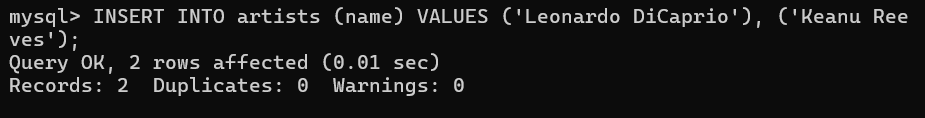 mysql> INSERT INTO artists (name) VALUES ('Leonardo DiCaprio'), ('Keanu Ree
ves');
Query OK, 2 rows affected (0.01 sec)
Records: 2  Duplicates: 0  Warnings: 0